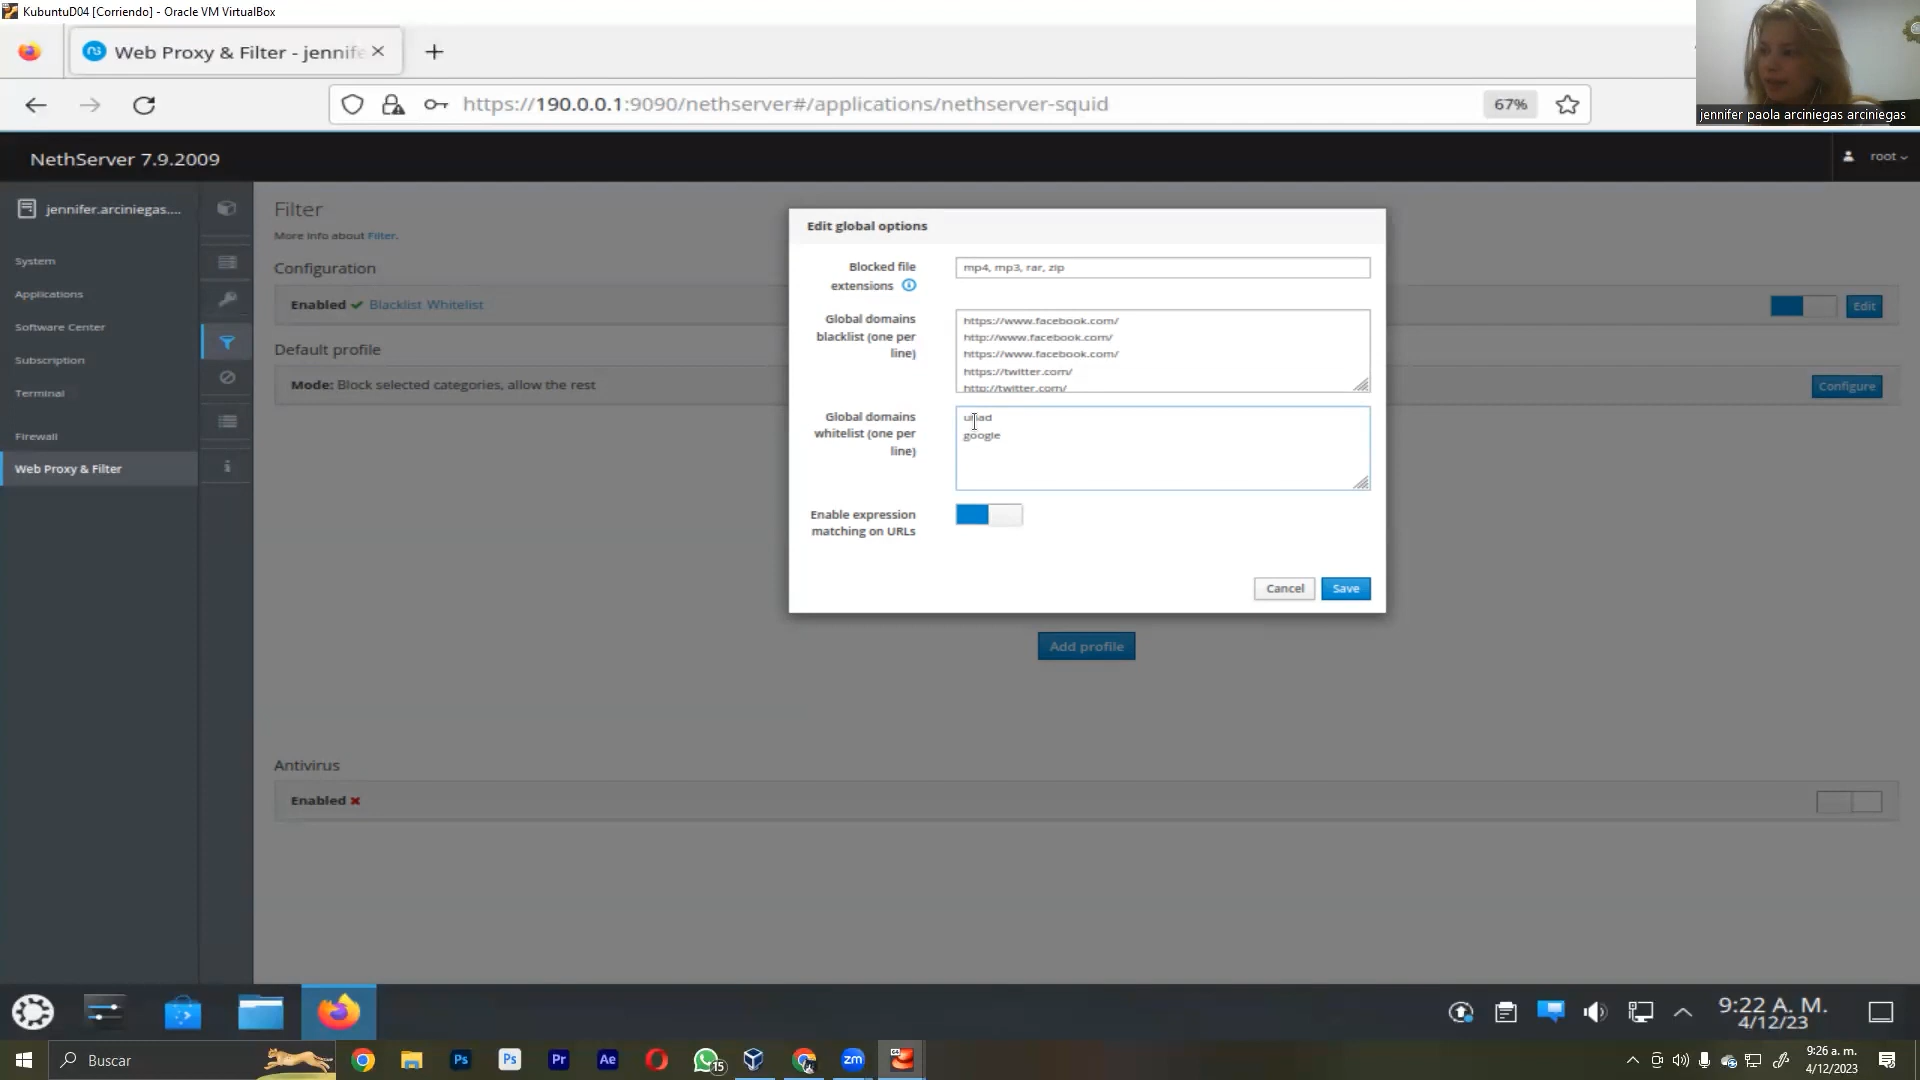 KubuntuD04 [Corriendo] - Oracle VM VirtualBox
Web Proxy & Filter - jennife
https://190.0.0.1:9090/nethserver#/applications/nethserver-squid
67%
jennifer paola arciniegas arciniegas
NethServer 7.9.2009
root
jennifer.arciniegas....
System
Applications
Software Center
Subscription
Terminal
Firewall
Web Proxy & Filter
Filter
More info about Filter.
Configuration
Enabled Blacklist Whitelist
Edit
Default profile
Mode: Block selected categories, allow the rest
Configure
Edit global options
Blocked file
extensions
mp4, mp3, rar, zip
Global domains
blacklist (one per
line)
https://www.facebook.com/
http://www.facebook.com/
https://www.facebook.com/
https://twitter.com/
http://twitter.com/
Global domains
whitelist (one per
line)
google
Enable expression
matching on URLs
Cancel
Save
Add profile
Antivirus
Enabled
9:22 A. M.
4/12/23
Buscar
Ps
Ps
Pr
Ae
15
zm
9:26 a. m.
4/12/2023